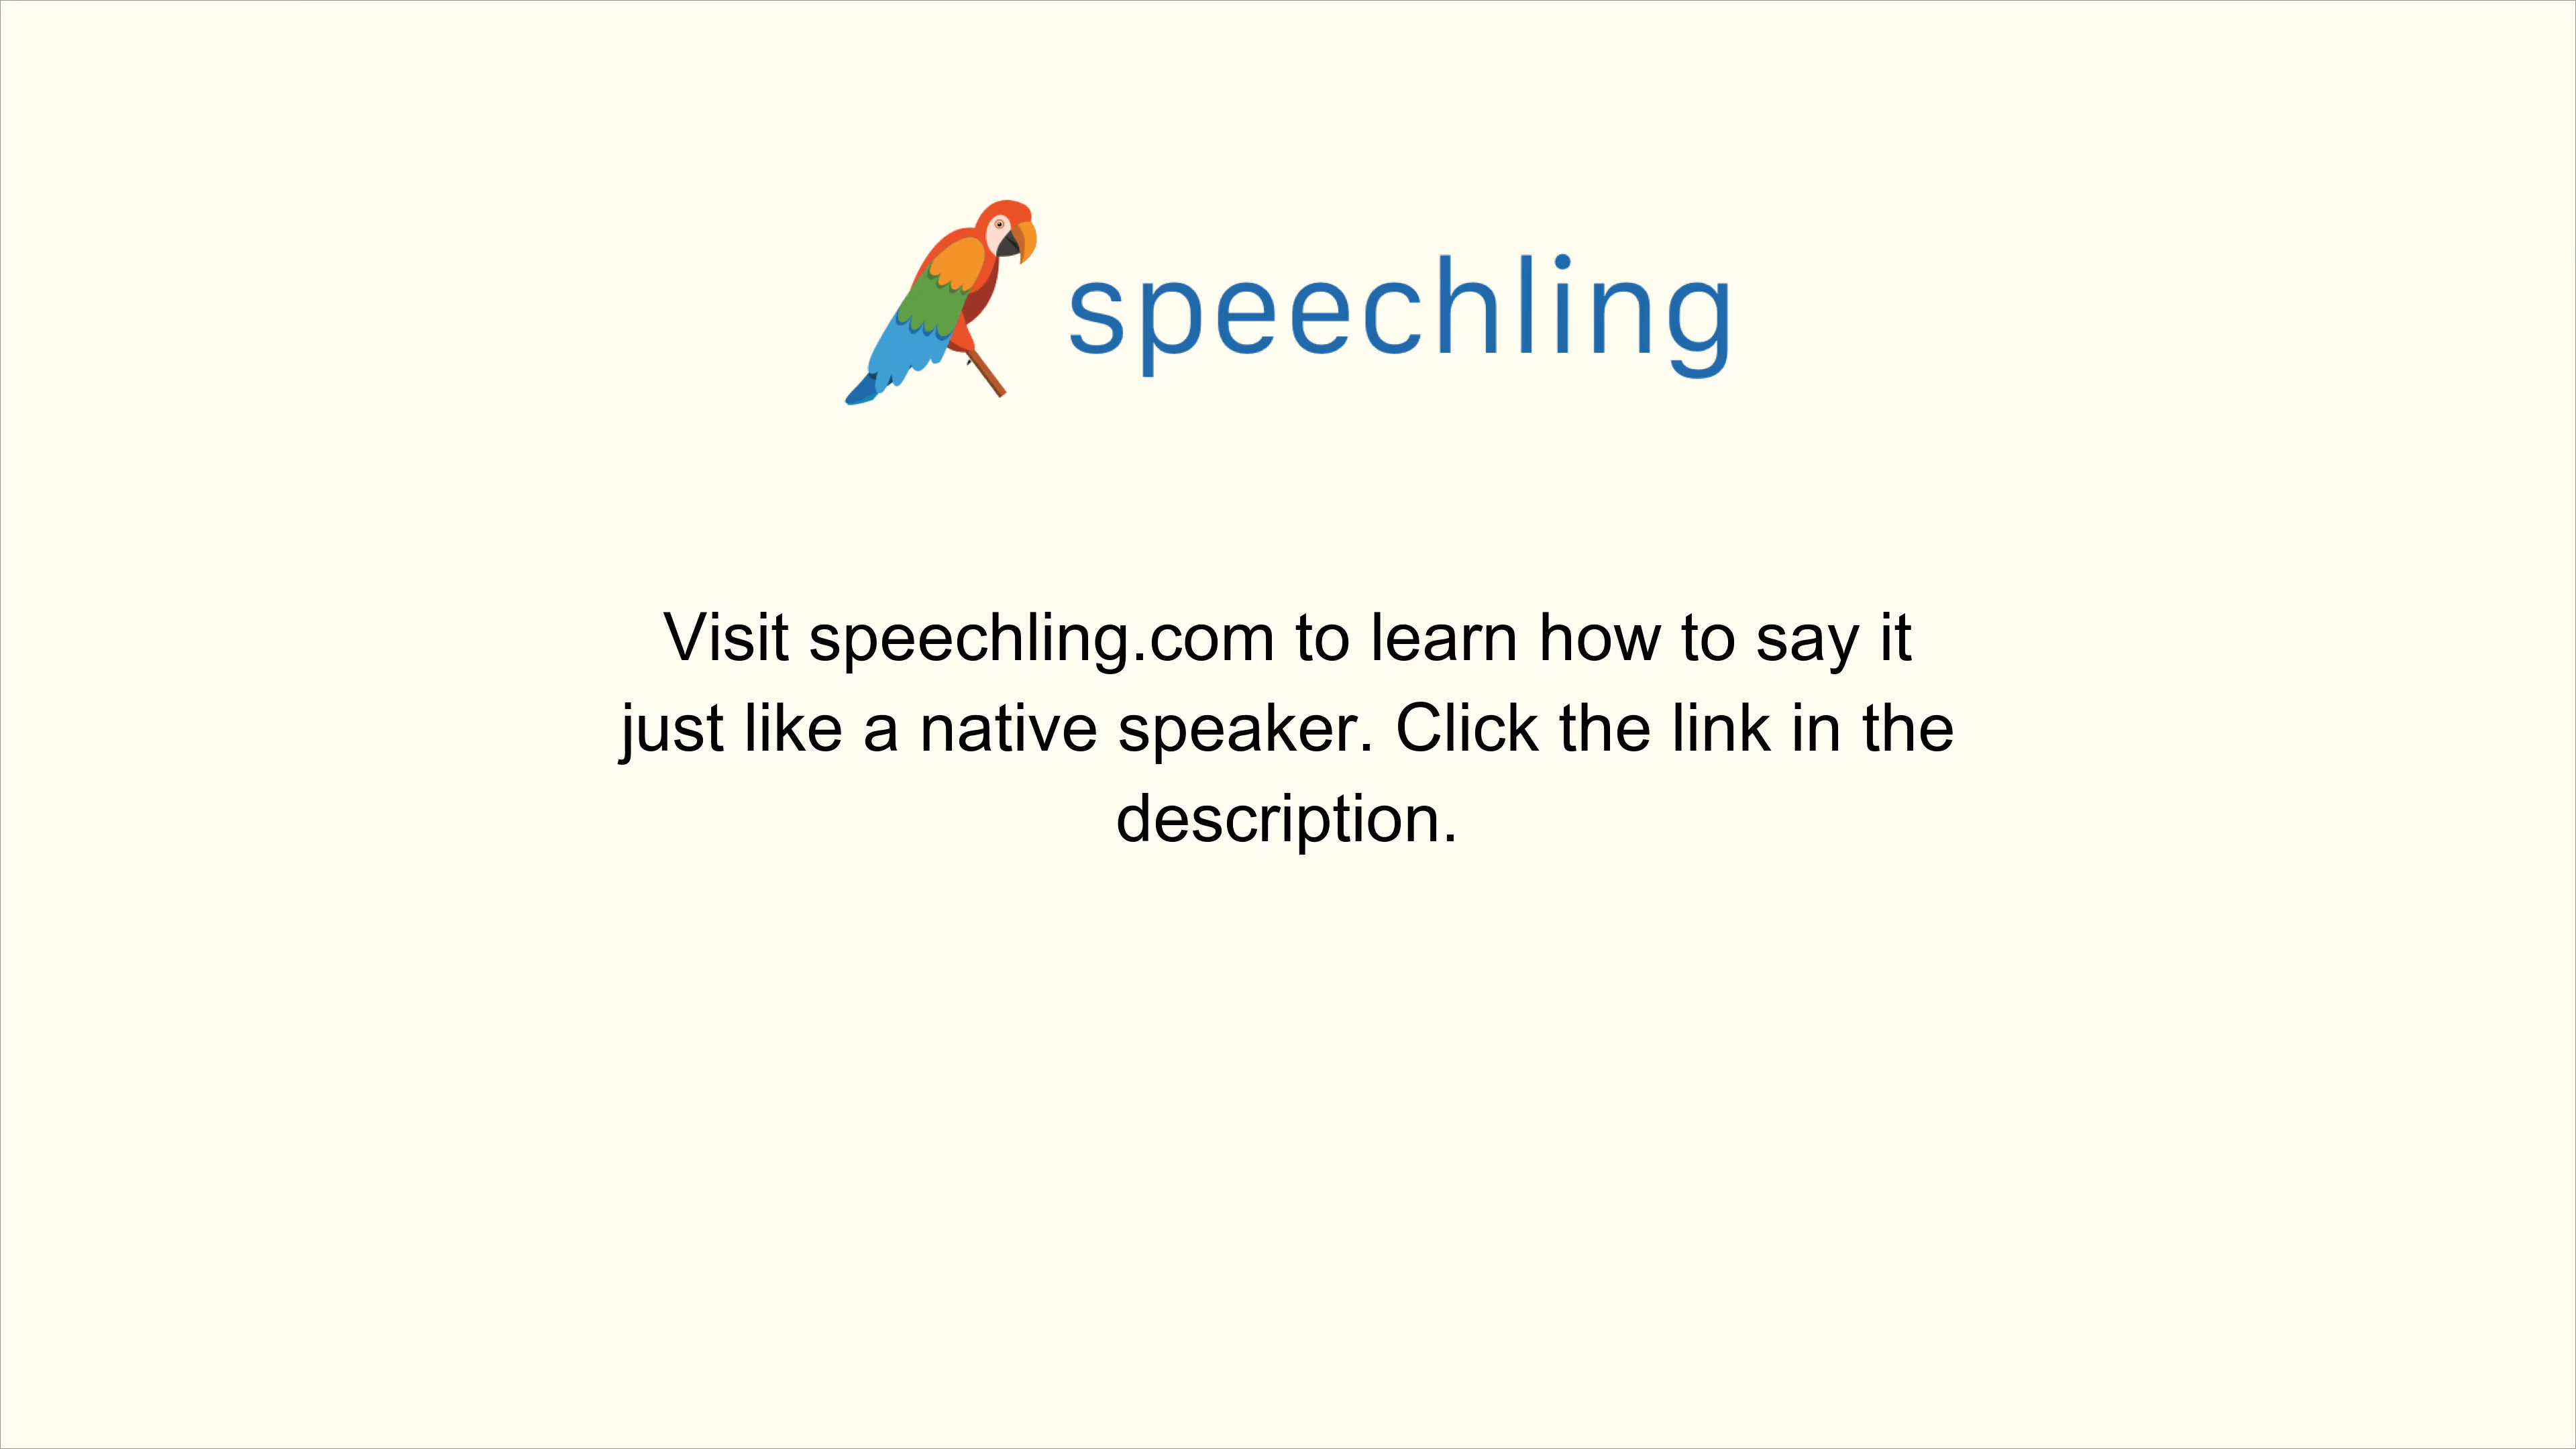 speechling
Visit speechling.com to learn how to say it
just like a native speaker. Click the link in the
description.